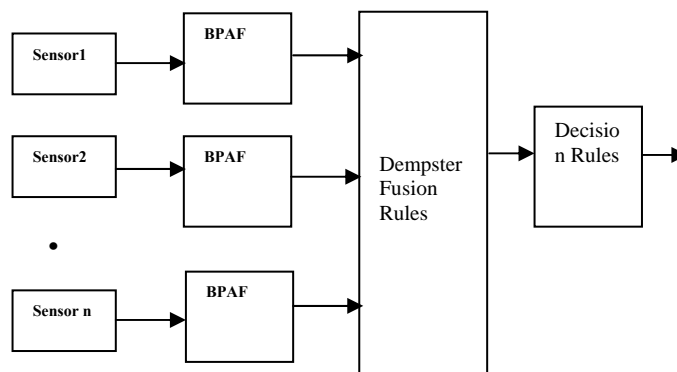 Sensor1
BPAF
Sensor2
BPAF
Sensor n
BPAF
Dempster
Fusion
Rules
Decisio
n Rules